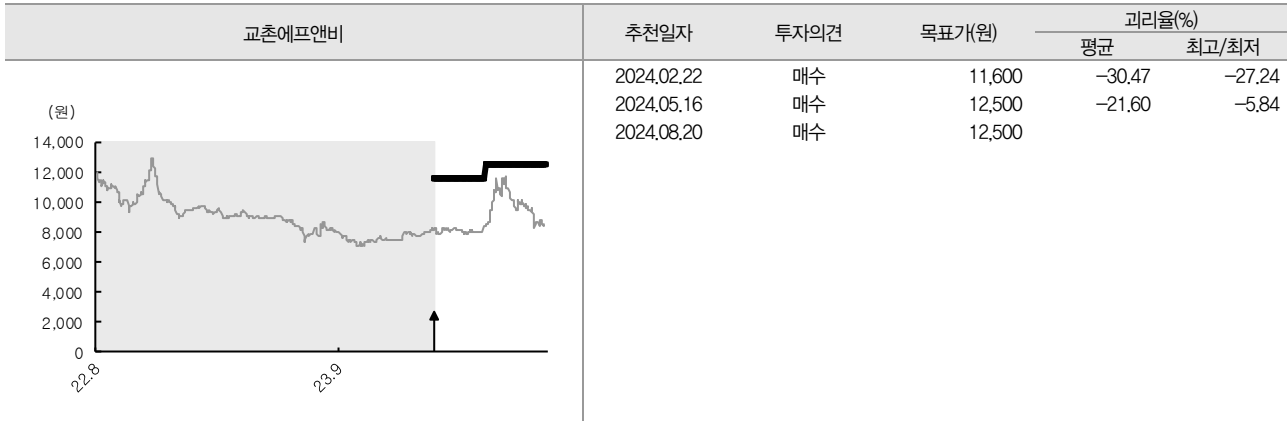 교촌에프앤비
(원)
14,000
12,000
10,000
8,000
6,000
4,000
2,000
0
22.8
23.9
추천일자 투자의견 목표가(원) 괴리율(%)
평균 최고/최저
2024.02.22 매수 11,600 -30.47 -27.24
2024.05.16 매수 12,500 -21.60 -5.84
2024.08.20 매수 12,500